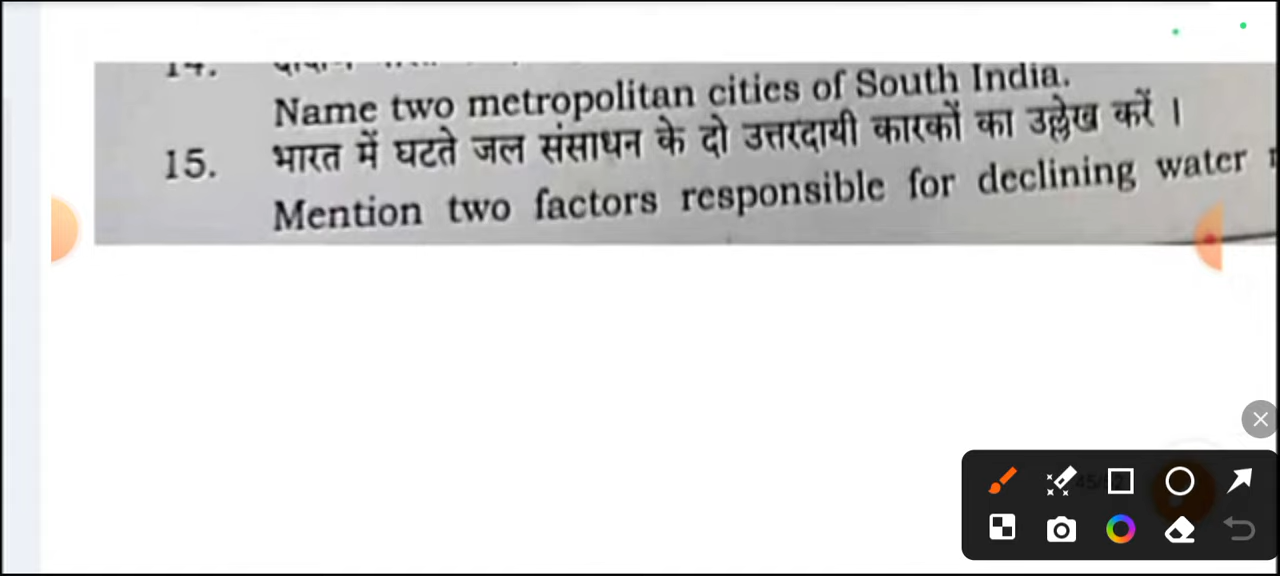 14.
Name two metropolitan cities of South India.
15. भारत में घटते जल संसाधन के दो उत्तरदायी कारकों का उल्लेख करें ।
Mention two factors responsible for declining water